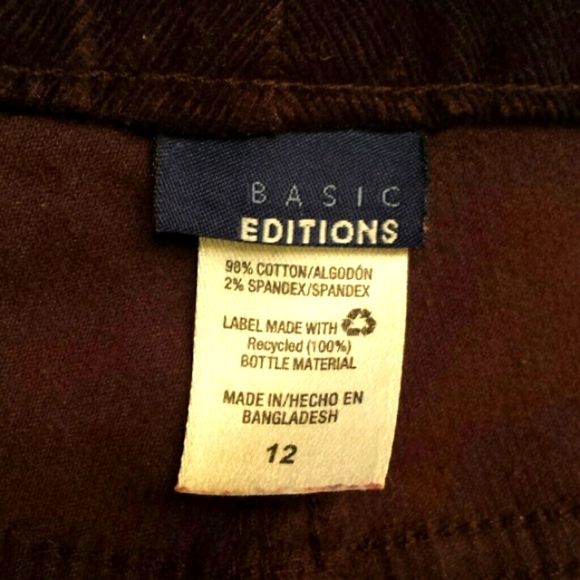 BASIC
EDITIONS
98% COTTON/ALGODÓN
2% SPANDEX/SPANDEX
LABEL MADE WITH
Recycled (100%)
BOTTLE MATERIAL
MADE IN/HECHO EN
BANGLADESH
12